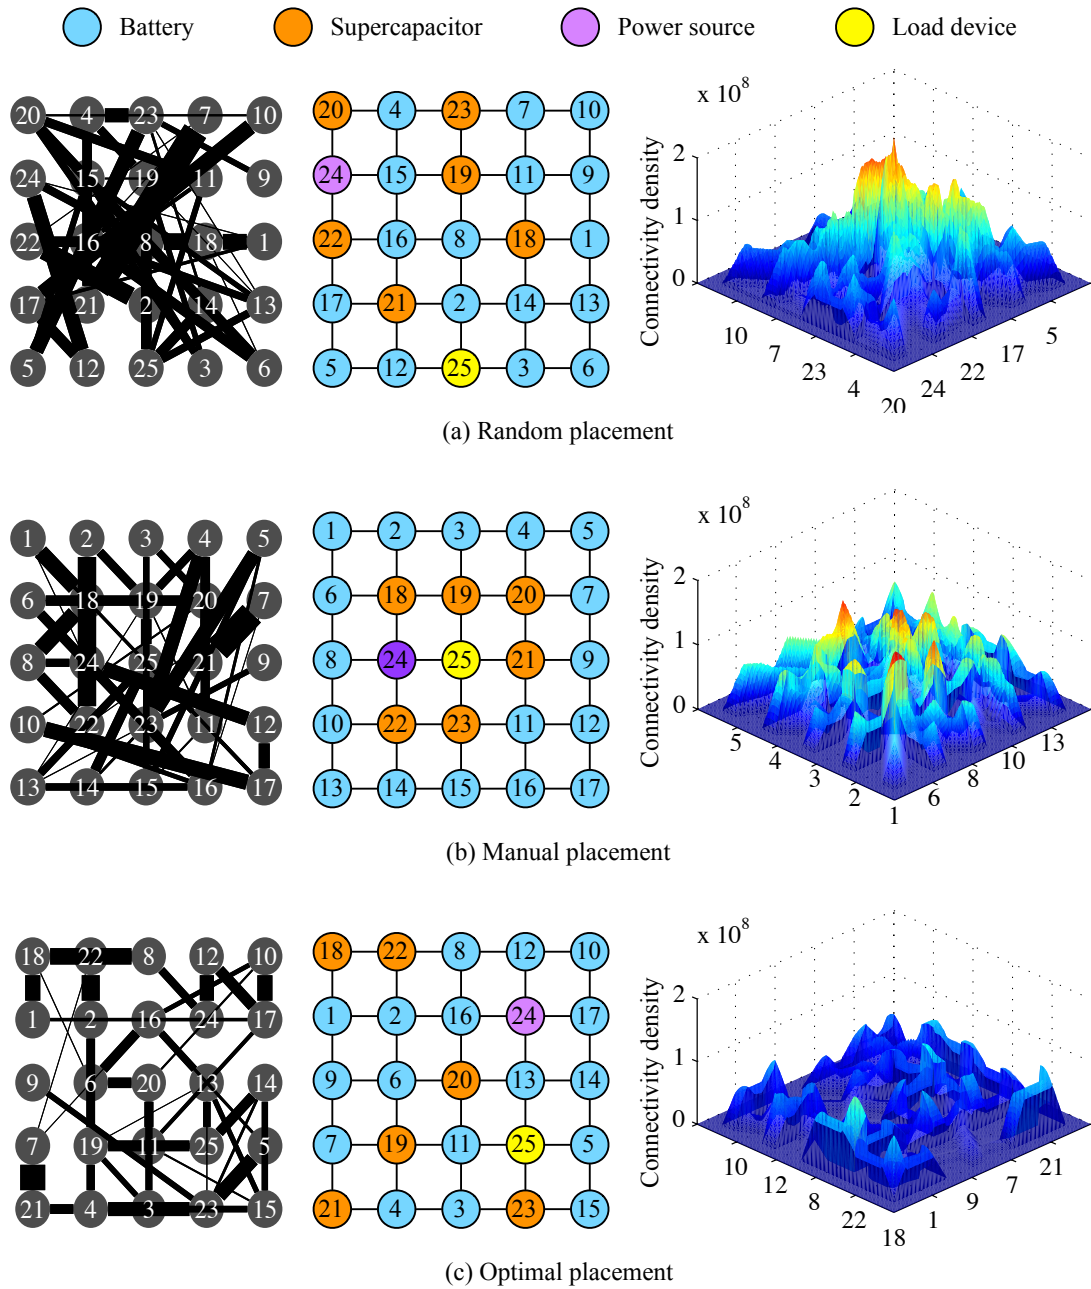 Battery Supercapacitor Power source Load device
20 4 23 7 10
24 15 19 11 9
22 16 8 18 1
17 21 2 14 13
5 12 25 3 6
20 4 23 7 10
24 15 19 11 9
22 16 8 18 1
17 21 2 14 13
5 12 25 3 6
x 10^8
Connectivity density
2
1
0
10 7 23 4 20 24 22 17 5
(a) Random placement
1 2 3 4 5
6 18 19 20 7
8 24 25 21 9
10 22 23 11 12
13 14 15 16 17
1 2 3 4 5
6 18 19 20 7
8 24 25 21 9
10 22 23 11 12
13 14 15 16 17
x 10^8
Connectivity density
2
1
0
5 4 3 2 1 6 8 10 13
(b) Manual placement
18 22 8 12 10
1 2 16 24 17
9 6 20 13 14
7 19 11 25 5
21 4 3 23 15
18 22 8 12 10
1 2 16 24 17
9 6 20 13 14
7 19 11 25 5
21 4 3 23 15
x 10^8
Connectivity density
2
1
0
10 12 8 22 18 1 9 7 21
(c) Optimal placement